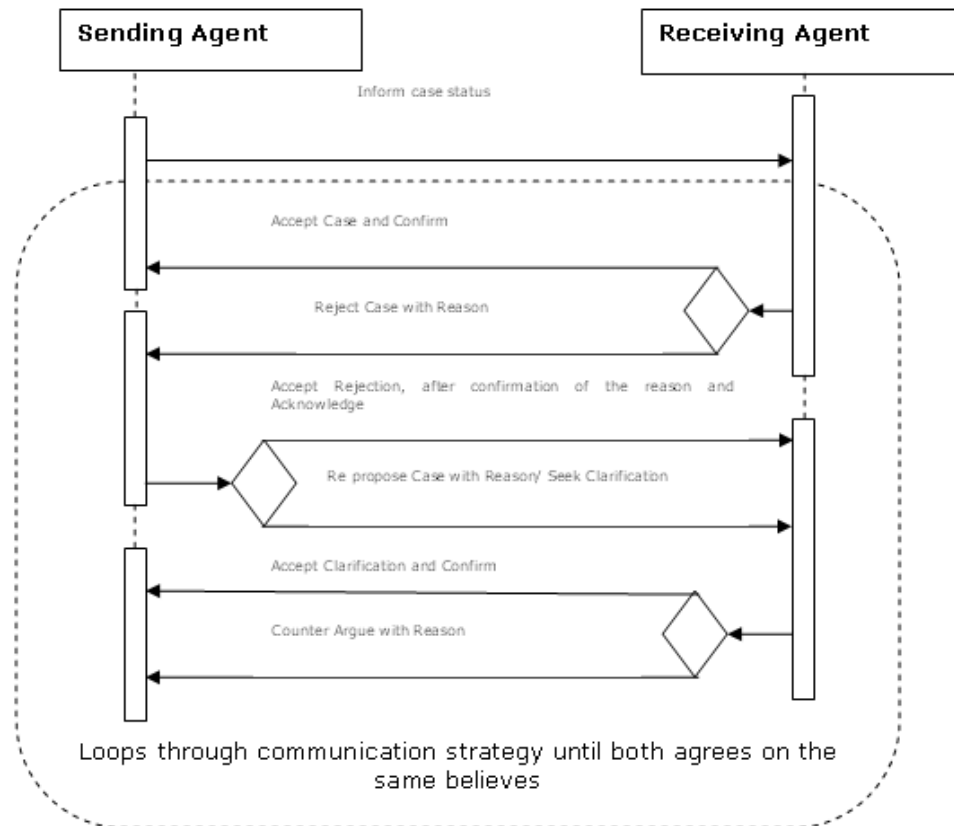 Sending Agent
Receiving Agent
Inform case status
Accept Case and Confirm
Reject Case with Reason
Accept Rejection, after confirmation of the reason and
Acknowledge
Re propose Case with Reason/ Seek Clarification
Accept Clarification and Confirm
Counter Argue with Reason
Loops through communication strategy until both agrees on the
same believes